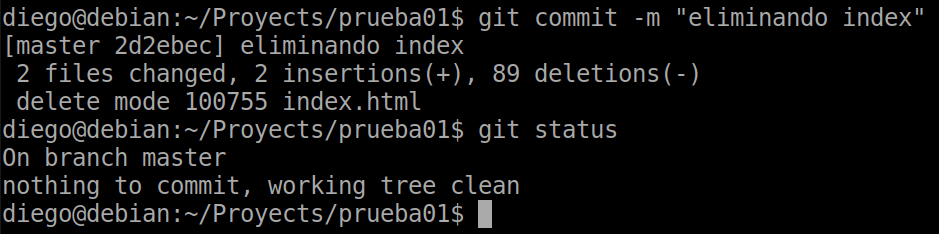 diego@debian:~/Proyects/prueba01$ git commit -m "eliminando index"
[master 2d2ebec] eliminando index
 2 files changed, 2 insertions(+), 89 deletions(-)
 delete mode 100755 index.html
diego@debian:~/Proyects/prueba01$ git status
On branch master
nothing to commit, working tree clean
diego@debian:~/Proyects/prueba01$